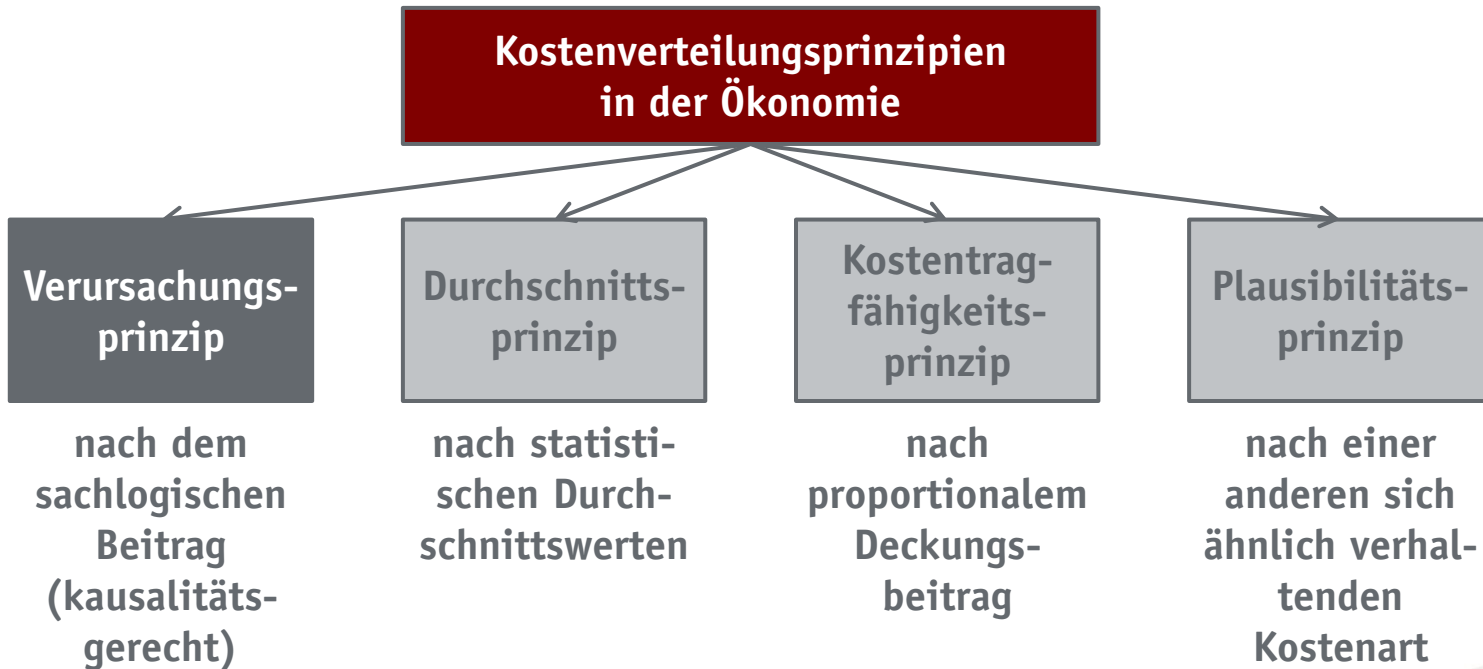 Kostenverteilungsprinzipien
in der Ökonomie
Verursachungs-
prinzip
Durchschnitts-
prinzip
Kostentrag-
fähigkeits-
prinzip
Plausibilitäts-
prinzip
nach dem
sachlogischen
Beitrag
(kausalitäts-
gerecht)
nach statisti-
schen Durch-
schnittswerten
nach
proportionalem
Deckungs-
beitrag
nach einer
anderen sich
ähnlich verhal-
tenden
Kostenart